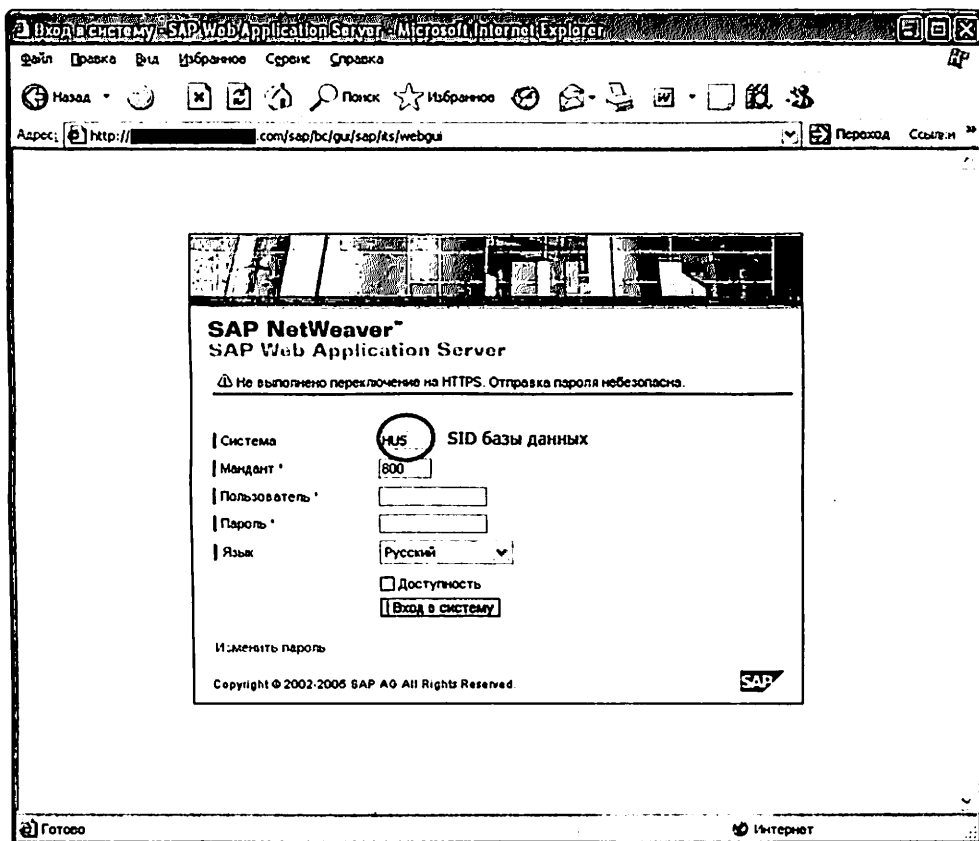 Вход в систему - SAP Web Application Server - Microsoft Internet Explorer
Файл Правка Вид Избранное Сервис Справка
Назад Поиск Избранное
Адрес: http:// .com/sap/bc/gui/sap/its/webgui Переход Ссылки »
SAP NetWeaver™
SAP Web Application Server
Не выполнено переключение на HTTPS. Отправка пароля небезопасна.
Система HU5 SID базы данных
Мандант * 800
Пользователь *
Пароль *
Язык Русский
Доступность
Вход в систему
Изменить пароль
Copyright © 2002-2005 SAP AG All Rights Reserved.
SAP
Готово Интернет